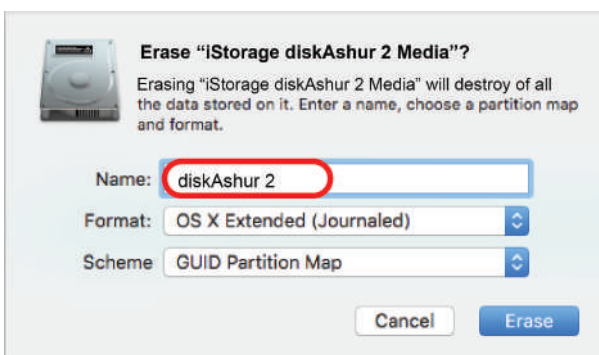 Erase “iStorage diskAshur 2 Media”?
Erasing “iStorage diskAshur 2 Media” will destroy of all
the data stored on it. Enter a name, choose a partition map
and format.
Name: diskAshur 2
Format: OS X Extended (Journaled)
Scheme GUID Partition Map
Cancel Erase